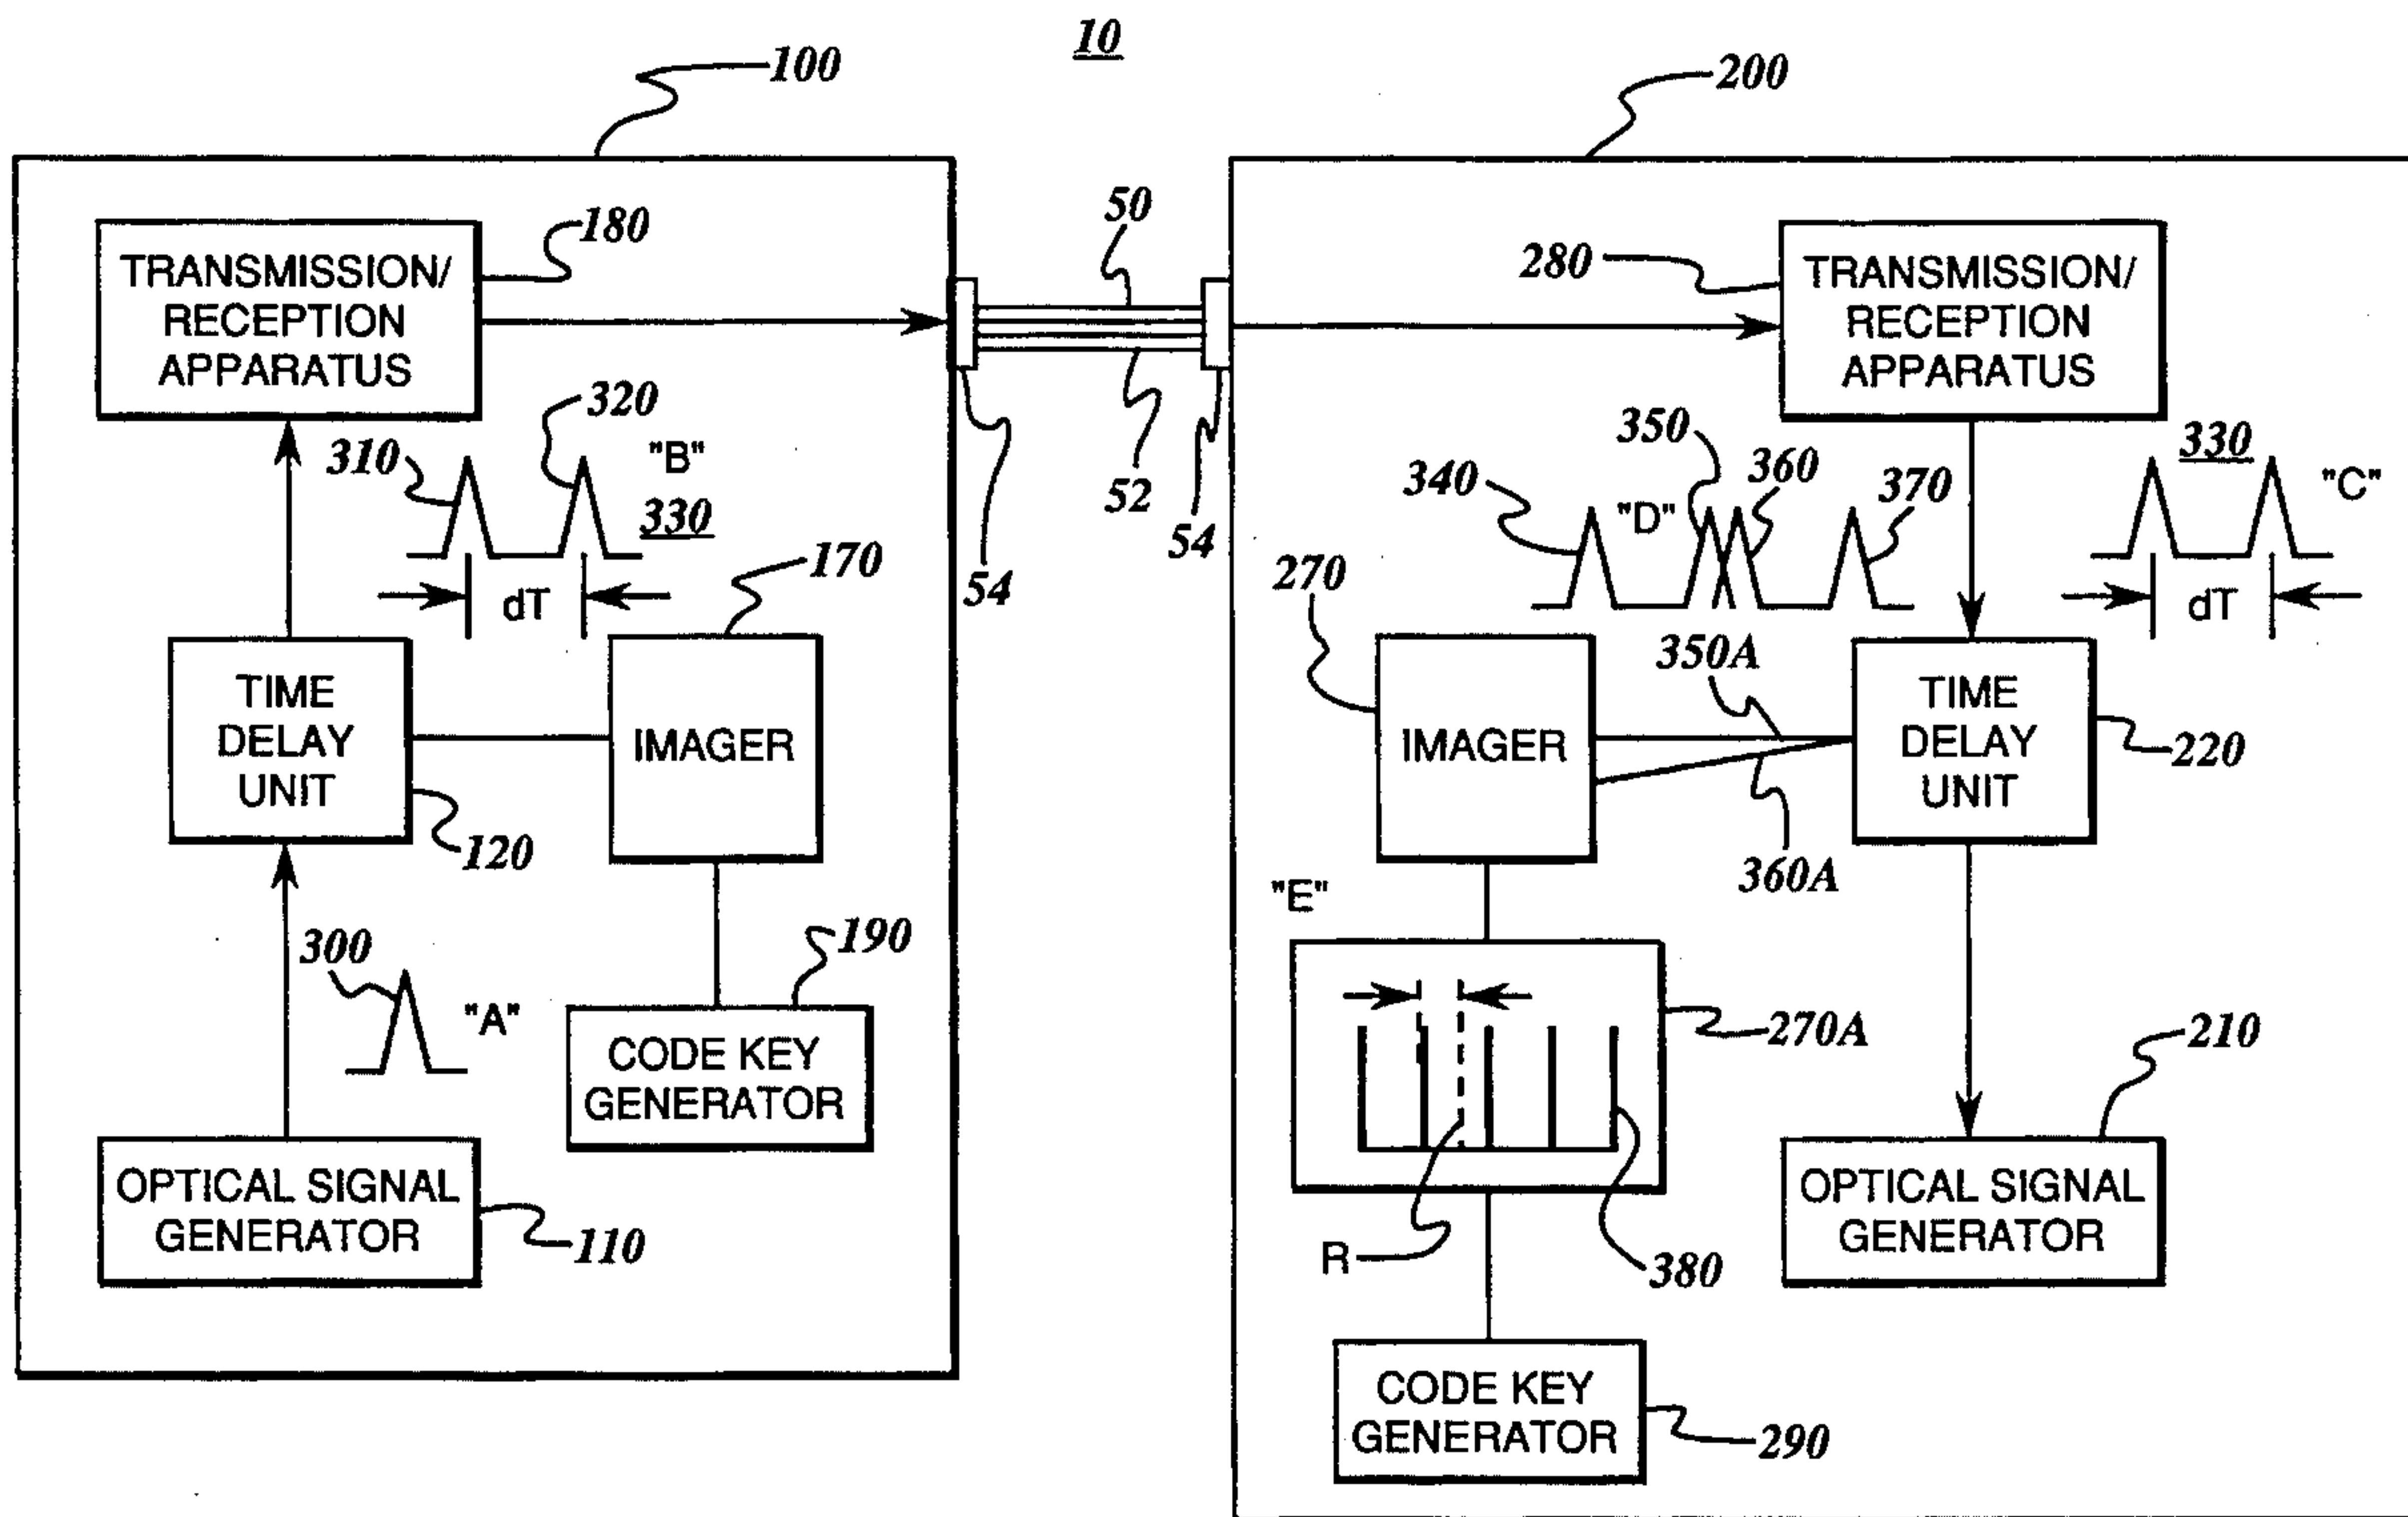 10
100
200
TRANSMISSION/
RECEPTION
APPARATUS
180
50
52
54
54
280
TRANSMISSION/
RECEPTION
APPARATUS
310
320
"B"
330
dT
340
"D"
350
360
370
330
"C"
dT
TIME
DELAY
UNIT
120
170
IMAGER
270
IMAGER
350A
360A
TIME
DELAY
UNIT
220
300
"A"
190
CODE KEY
GENERATOR
"E"
270A
R
380
210
OPTICAL SIGNAL
GENERATOR
110
OPTICAL SIGNAL
GENERATOR
CODE KEY
GENERATOR
290